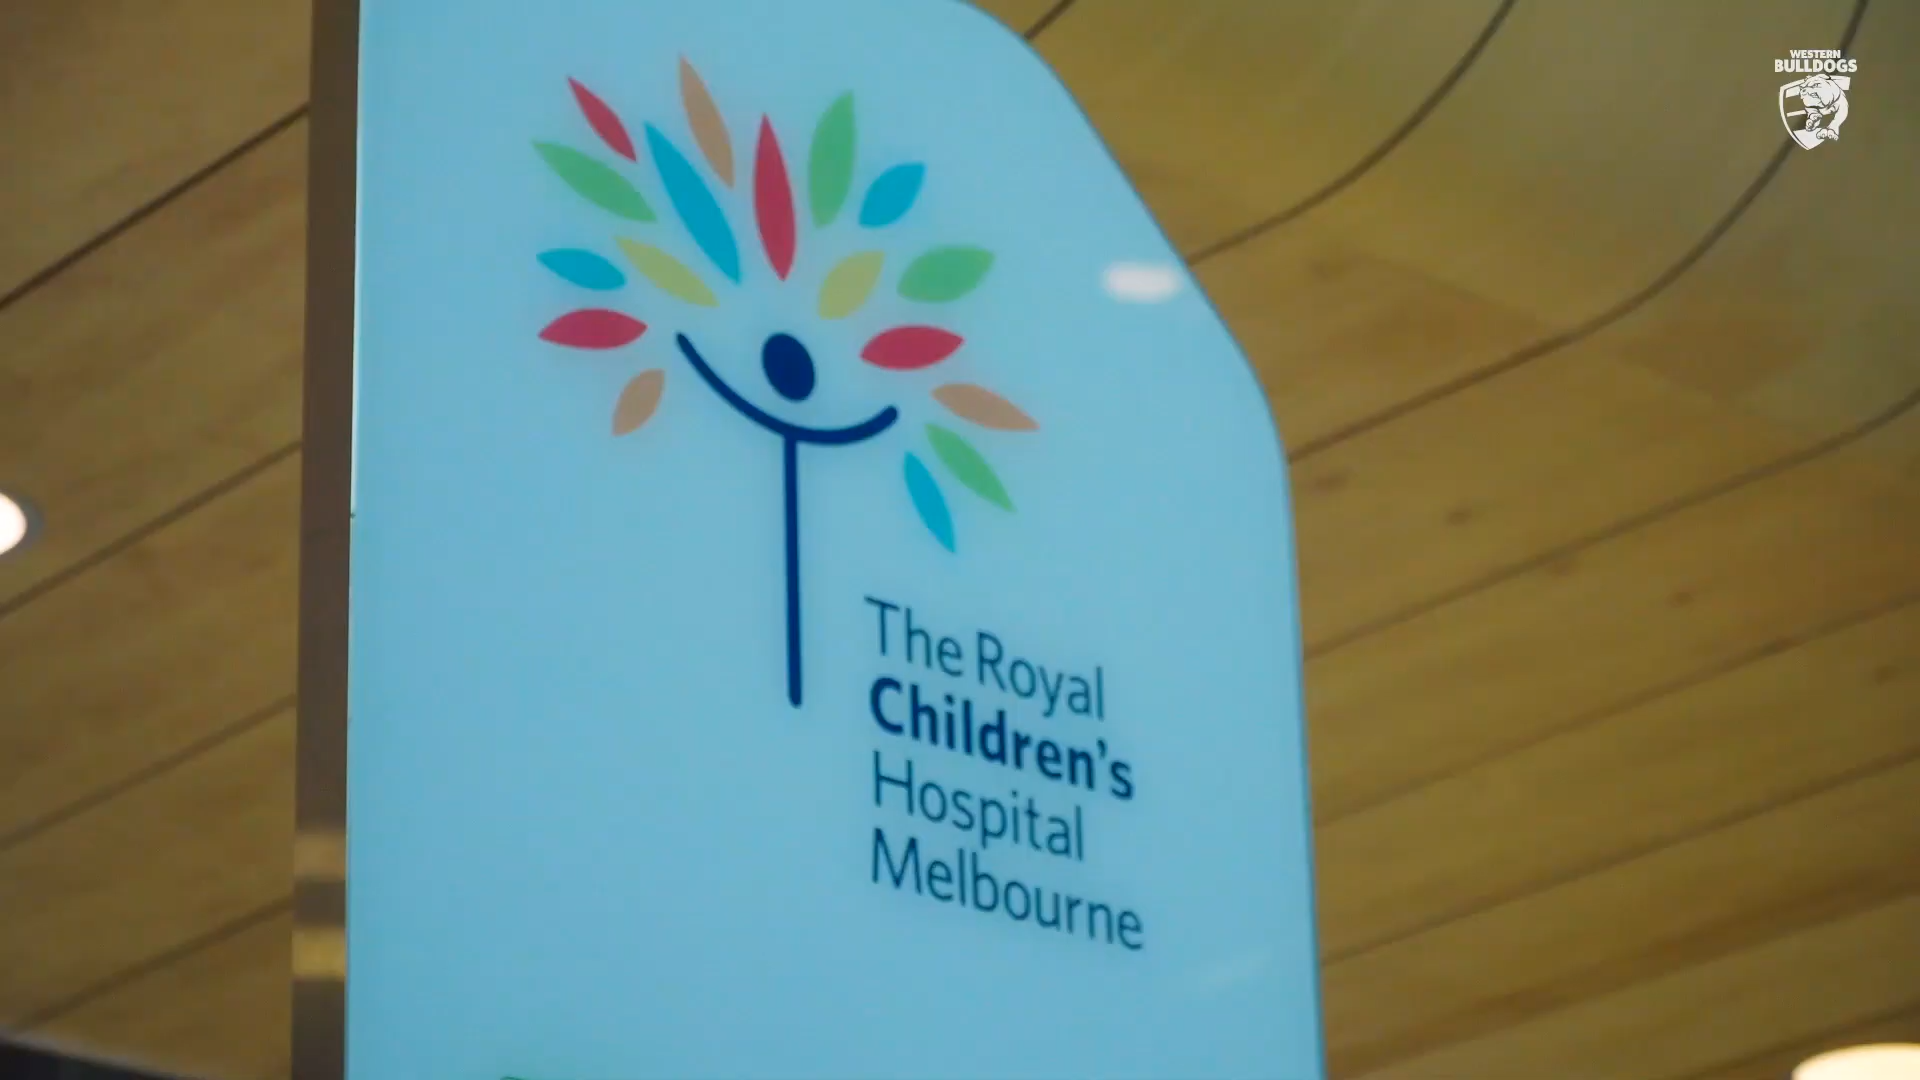 WESTERN
BULLDOGS
The Royal
Children's
Hospital
Melbourne